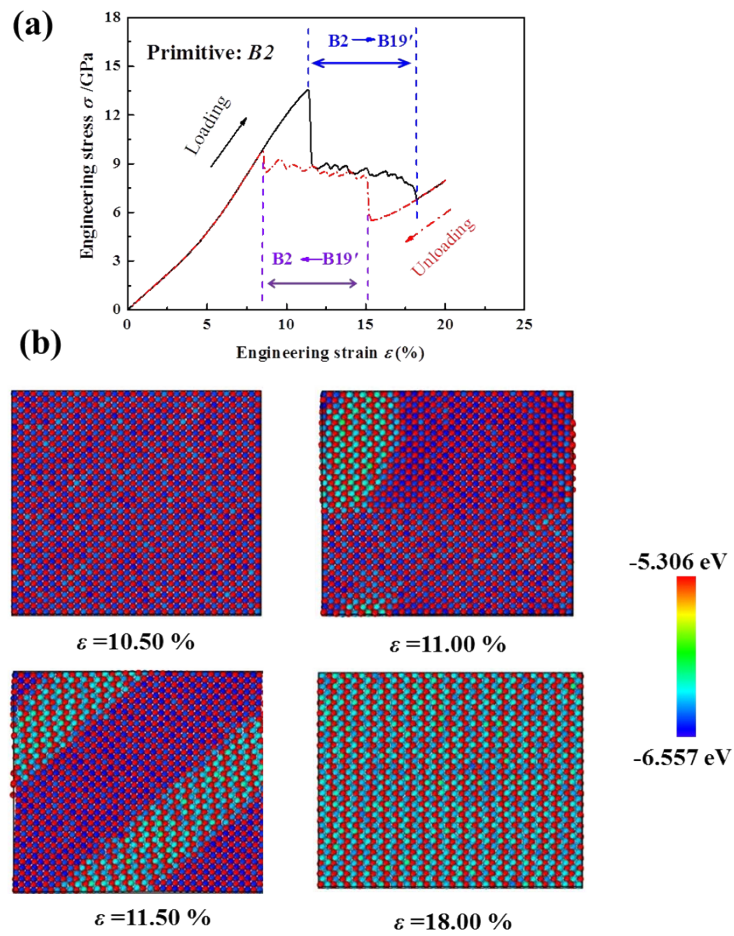 (a)
18
15
12
9
6
3
0
Engineering stress σ /GPa
Primitive: B2
B2 → B19′
Loading
Unloading
B2 ← B19′
0 5 10 15 20 25
Engineering strain ε (%)
(b)
ε =10.50 %
ε =11.00 %
-5.306 eV
-6.557 eV
ε =11.50 %
ε =18.00 %